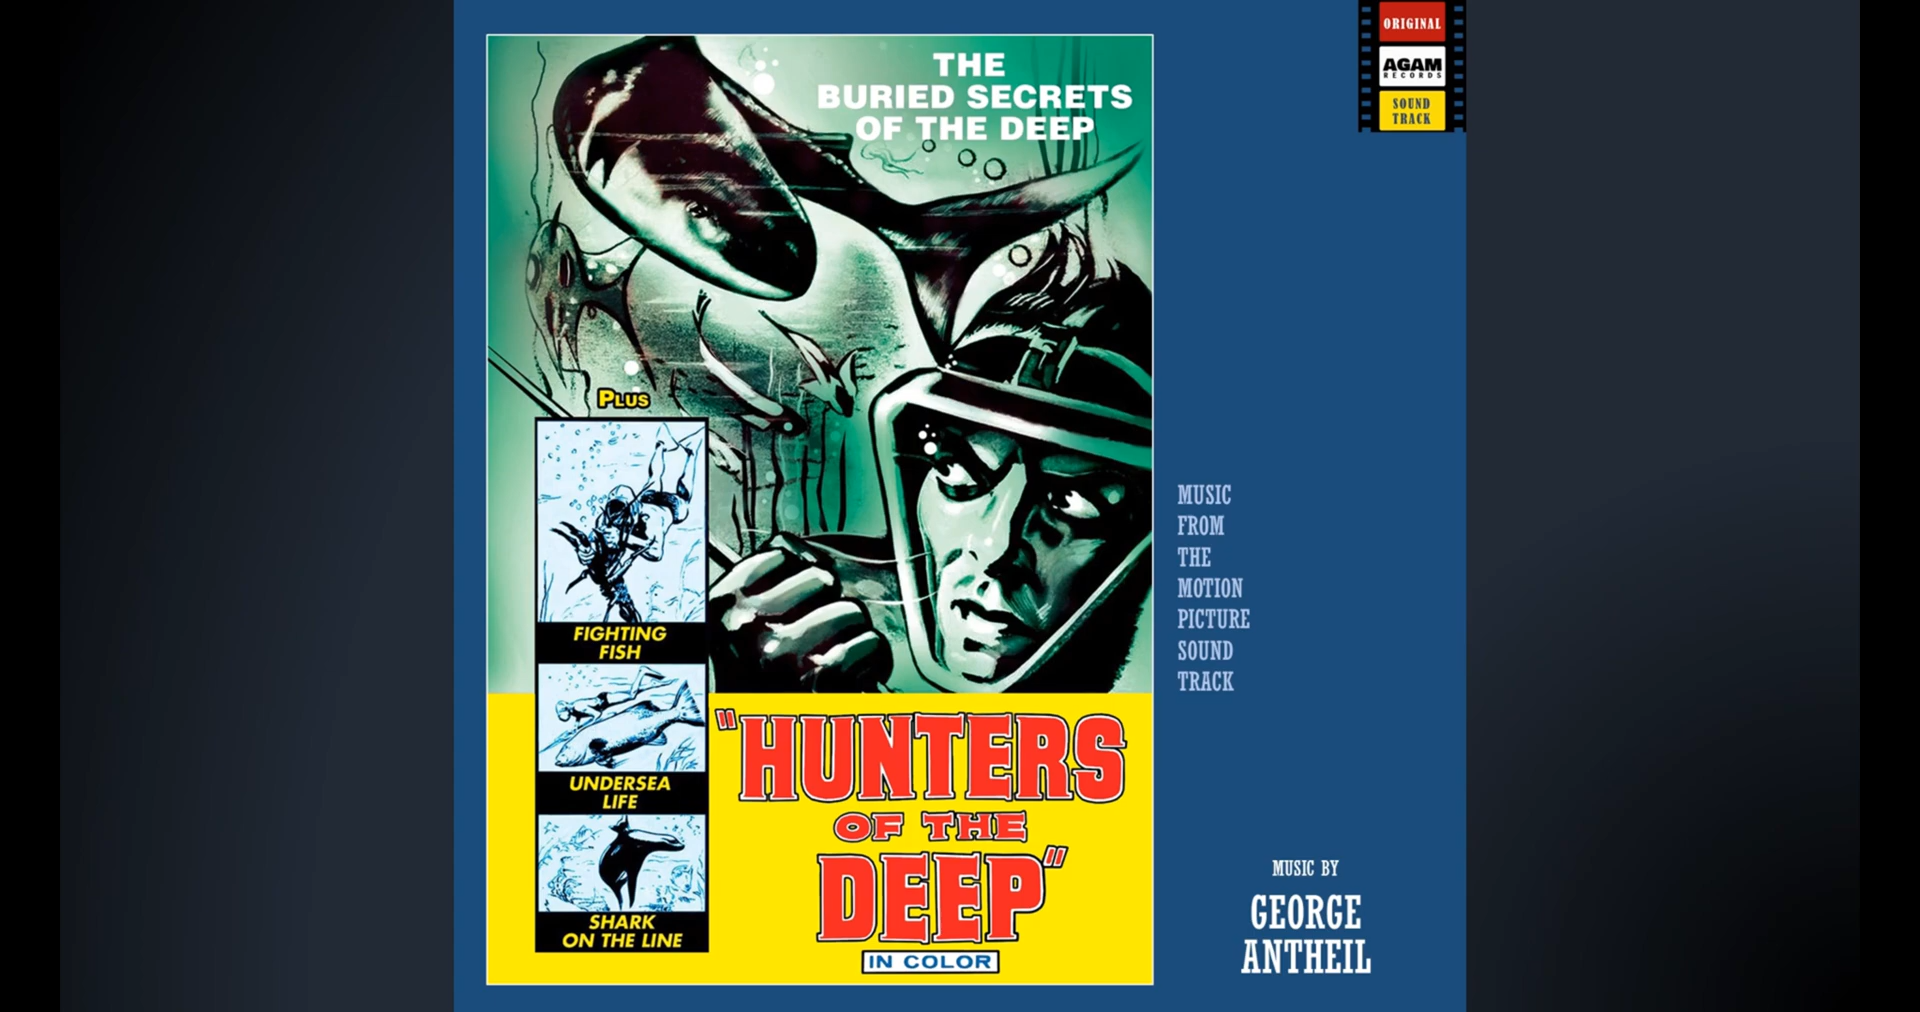 THE
BURIED SECRETS
OF THE DEEP
PLUS
FIGHTING
FISH
UNDERSEA
LIFE
SHARK
ON THE LINE
"HUNTERS
OF THE
DEEP"
IN COLOR
ORIGINAL
AGAM
RECORDS
SOUND
TRACK
MUSIC
FROM
THE
MOTION
PICTURE
SOUND
TRACK
MUSIC BY
GEORGE
ANTHEIL